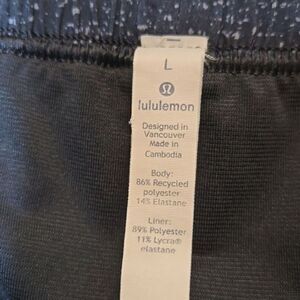 L
lululemon
Designed in
Vancouver
Made in
Cambodia
Body:
86% Recycled
polyester
14% Elastane
Liner:
89% Polyester
11% Lycra®
elastane